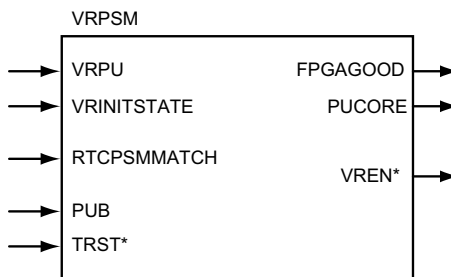 VRPSM
VRPU FPGAGOOD
VRINITSTATE PUCORE
RTCPSMMATCH
VREN*
PUB
TRST*